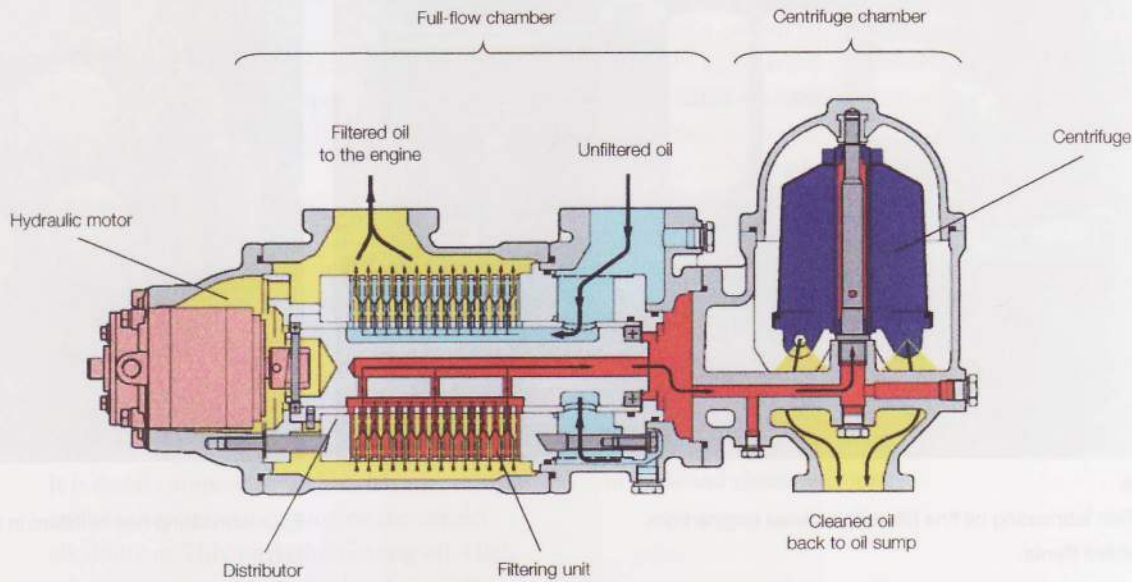 Full-flow chamber
Centrifuge chamber
Filtered oil
to the engine
Unfiltered oil
Centrifuge
Hydraulic motor
Cleaned oil
back to oil sump
Distributor
Filtering unit